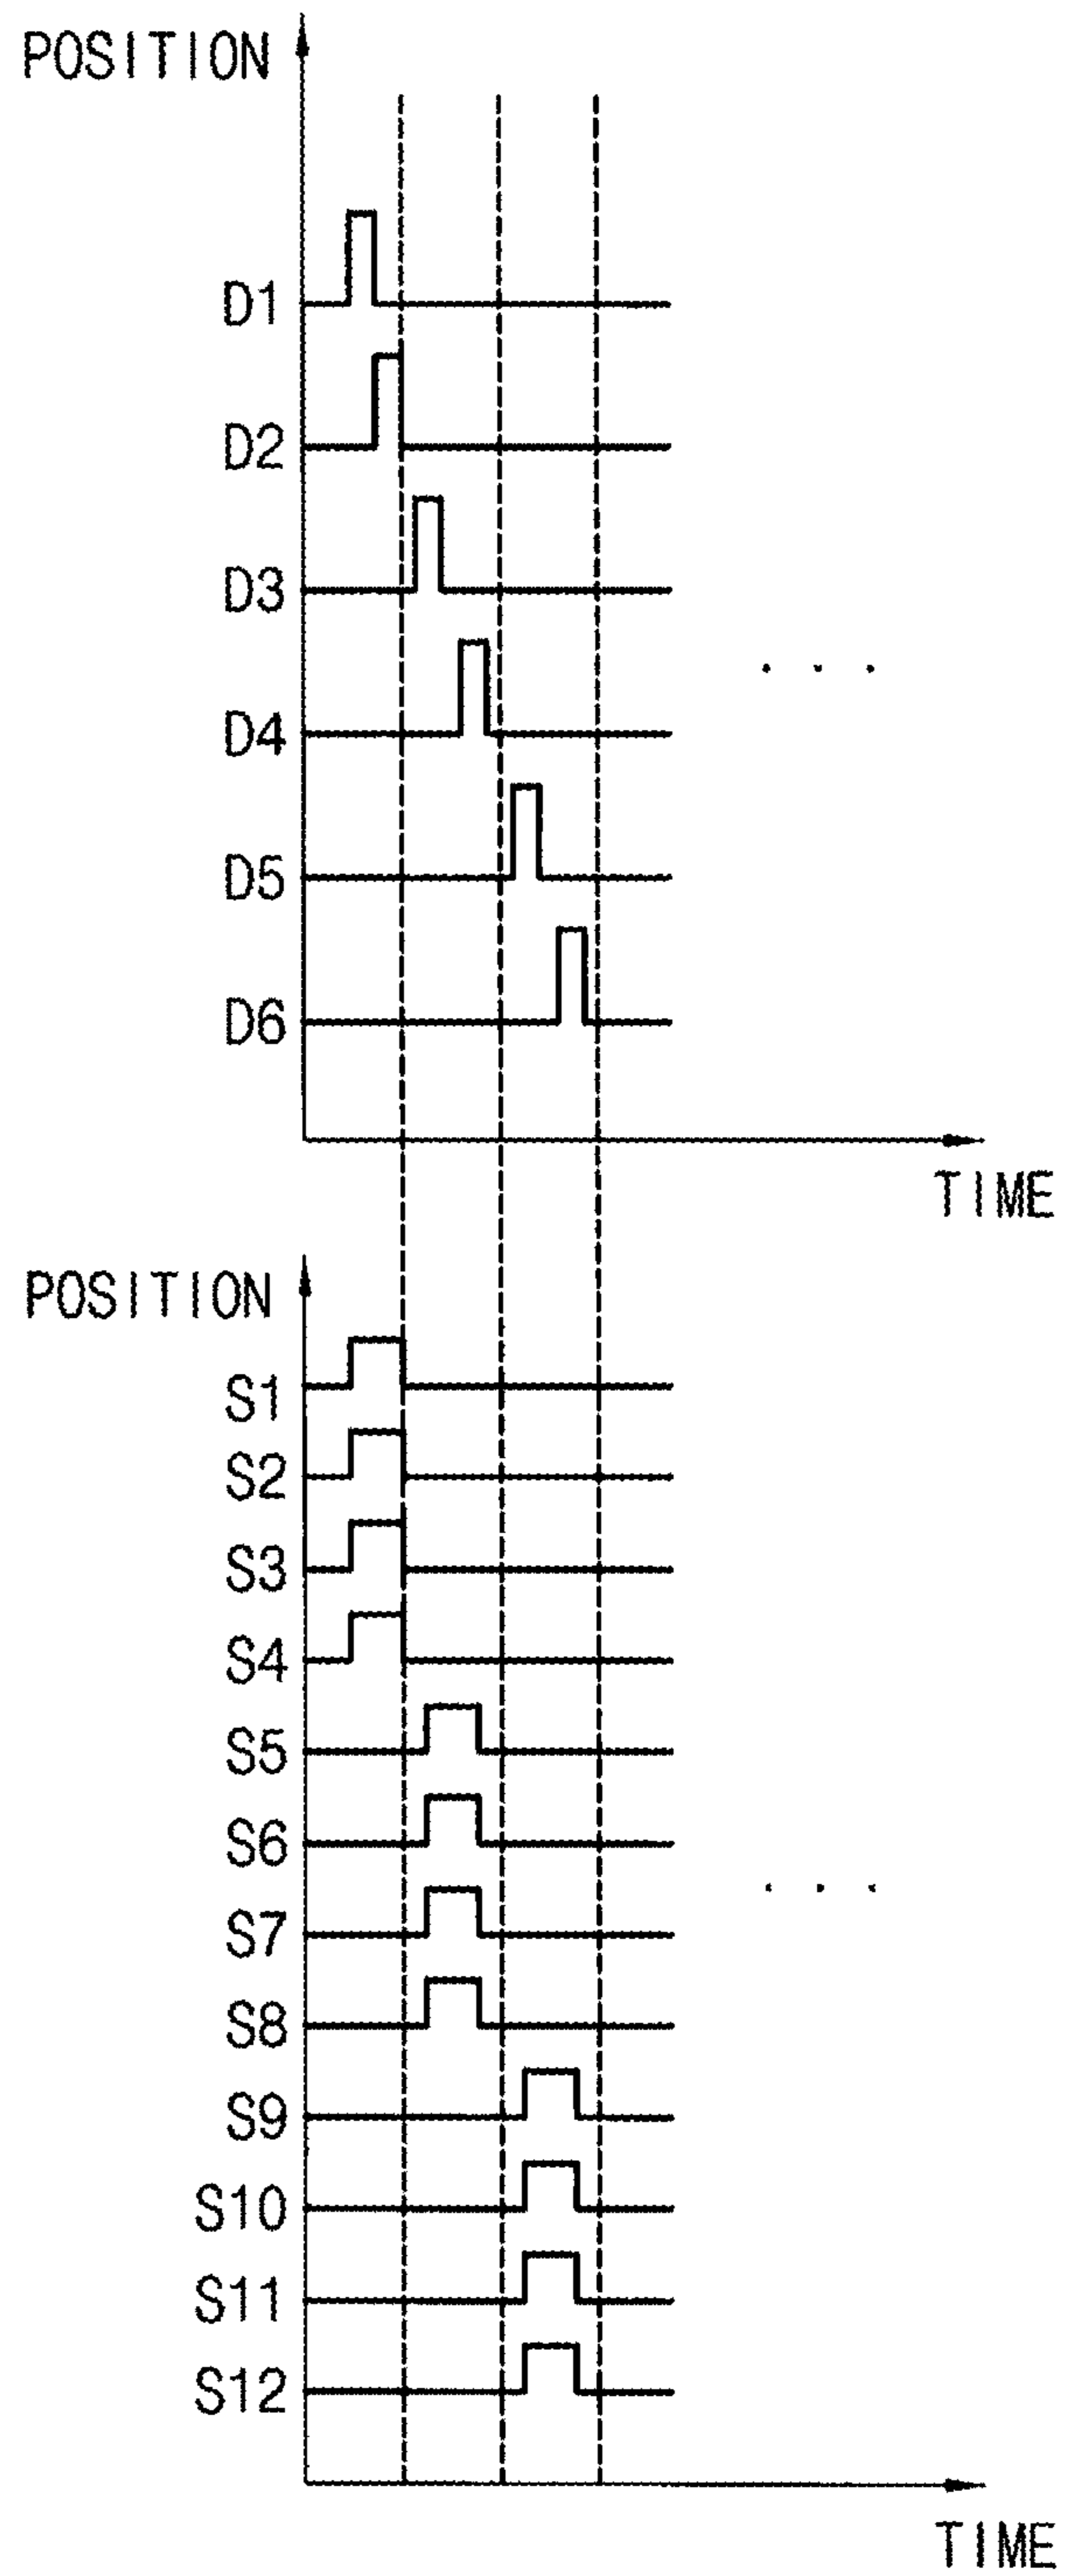 POSITION
D1
D2
D3
D4
. . .
D5
D6
TIME
POSITION
S1
S2
S3
S4
S5
S6
S7
. . .
S8
S9
S10
S11
S12
TIME